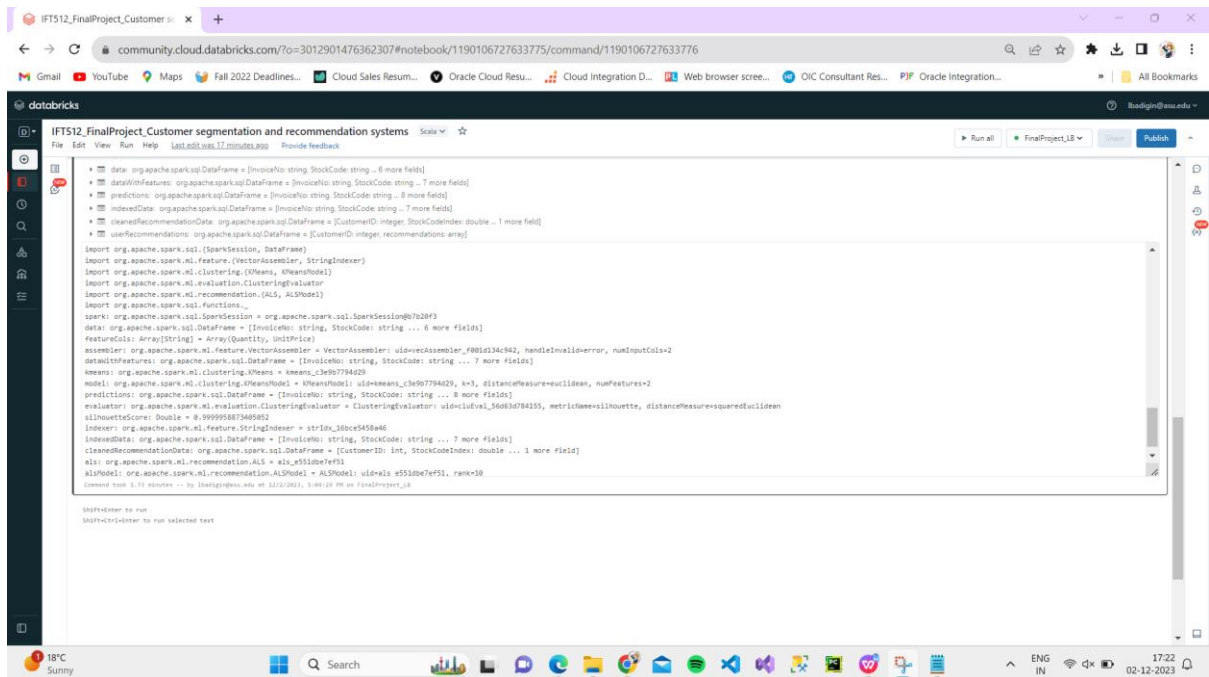 IFT512_FinalProject_Customer se
community.cloud.databricks.com/?o=3012901476362307#notebook/1190106727633775/command/1190106727633776
Gmail YouTube Maps Fall 2022 Deadlines... Cloud Sales Resum... Oracle Cloud Resu... Cloud Integration D... Web browser scree... OIC Consultant Res... Oracle Integration... » All Bookmarks
databricks lbadigin@asu.edu
IFT512_FinalProject_Customer segmentation and recommendation systems Scala
Run all FinalProject_LB Share Publish
File Edit View Run Help Last edit was 17 minutes ago Provide feedback
data: org.apache.spark.sql.DataFrame = [InvoiceNo: string, StockCode: string ... 6 more fields]
dataWithFeatures: org.apache.spark.sql.DataFrame = [InvoiceNo: string, StockCode: string ... 7 more fields]
predictions: org.apache.spark.sql.DataFrame = [InvoiceNo: string, StockCode: string ... 8 more fields]
indexedData: org.apache.spark.sql.DataFrame = [InvoiceNo: string, StockCode: string ... 7 more fields]
cleanedRecommendationData: org.apache.spark.sql.DataFrame = [CustomerID: integer, StockCodeIndex: double ... 1 more field]
userRecommendations: org.apache.spark.sql.DataFrame = [CustomerID: integer, recommendations: array]
import org.apache.spark.sql.{SparkSession, DataFrame}
import org.apache.spark.ml.feature.{VectorAssembler, StringIndexer}
import org.apache.spark.ml.clustering.{KMeans, KMeansModel}
import org.apache.spark.ml.evaluation.ClusteringEvaluator
import org.apache.spark.ml.recommendation.{ALS, ALSModel}
import org.apache.spark.sql.functions._
spark: org.apache.spark.sql.SparkSession = org.apache.spark.sql.SparkSession@b7b20f3
data: org.apache.spark.sql.DataFrame = [InvoiceNo: string, StockCode: string ... 6 more fields]
featureCols: Array[String] = Array(Quantity, UnitPrice)
assembler: org.apache.spark.ml.feature.VectorAssembler = VectorAssembler: uid=vecAssembler_f001d134c942, handleInvalid=error, numInputCols=2
dataWithFeatures: org.apache.spark.sql.DataFrame = [InvoiceNo: string, StockCode: string ... 7 more fields]
kmeans: org.apache.spark.ml.clustering.KMeans = kmeans_c3e9b7794d29
model: org.apache.spark.ml.clustering.KMeansModel = KMeansModel: uid=kmeans_c3e9b7794d29, k=3, distanceMeasure=euclidean, numFeatures=2
predictions: org.apache.spark.sql.DataFrame = [InvoiceNo: string, StockCode: string ... 8 more fields]
evaluator: org.apache.spark.ml.evaluation.ClusteringEvaluator = ClusteringEvaluator: uid=cluEval_56d63d784155, metricName=silhouette, distanceMeasure=squaredEuclidean
silhouetteScore: Double = 0.9999958873405052
indexer: org.apache.spark.ml.feature.StringIndexer = strIdx_16bce5458a46
indexedData: org.apache.spark.sql.DataFrame = [InvoiceNo: string, StockCode: string ... 7 more fields]
cleanedRecommendationData: org.apache.spark.sql.DataFrame = [CustomerID: int, StockCodeIndex: double ... 1 more field]
als: org.apache.spark.ml.recommendation.ALS = als_e551dbe7ef51
alsModel: org.apache.spark.ml.recommendation.ALSModel = ALSModel: uid=als_e551dbe7ef51, rank=10
Command took 1.73 minutes -- by lbadigin@asu.edu at 12/2/2023, 5:04:20 PM on FinalProject_LB
Shift+Enter to run
Shift+Ctrl+Enter to run selected text
18°C
Sunny
Search
ENG
IN
17:22
02-12-2023